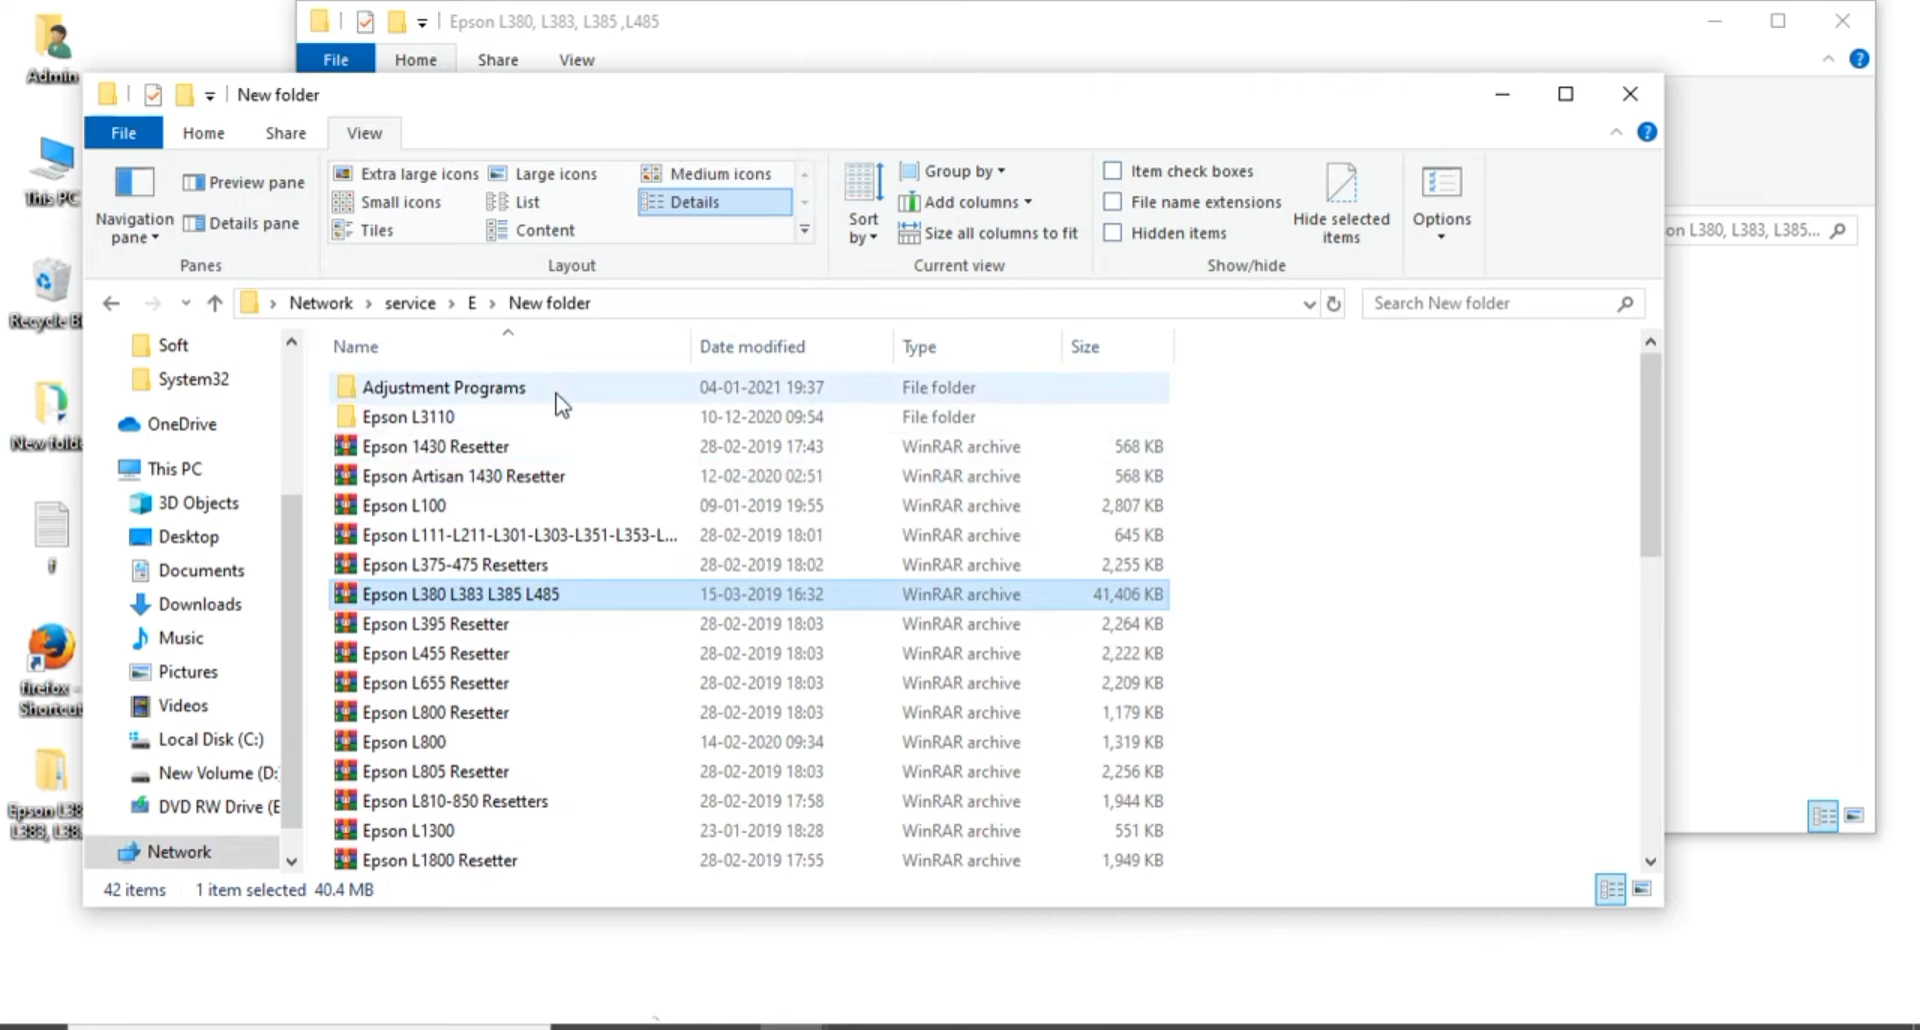 Epson L380, L383, L385 ,L485
File Home Share View
Admin
This PC
New folder
File Home Share View
Extra large icons Large icons Medium icons
Small icons List Details
Tiles Content
Preview pane
Details pane
Navigation pane
Panes
Layout
Sort by
Group by
Add columns
Size all columns to fit
Current view
Item check boxes
File name extensions
Hidden items
Hide selected items
Show/hide
Options
on L380, L383, L385...
Network > service > E > New folder
Search New folder
Soft
System32
OneDrive
This PC
3D Objects
Desktop
Documents
Downloads
Music
Pictures
Videos
Local Disk (C:)
New Volume (D:
DVD RW Drive (E
Network
Name Date modified Type Size
Adjustment Programs 04-01-2021 19:37 File folder
Epson L3110 10-12-2020 09:54 File folder
Epson 1430 Resetter 28-02-2019 17:43 WinRAR archive 568 KB
Epson Artisan 1430 Resetter 12-02-2020 02:51 WinRAR archive 568 KB
Epson L100 09-01-2019 19:55 WinRAR archive 2,807 KB
Epson L111-L211-L301-L303-L351-L353-L... 28-02-2019 18:01 WinRAR archive 645 KB
Epson L375-475 Resetters 28-02-2019 18:02 WinRAR archive 2,255 KB
Epson L380 L383 L385 L485 15-03-2019 16:32 WinRAR archive 41,406 KB
Epson L395 Resetter 28-02-2019 18:03 WinRAR archive 2,264 KB
Epson L455 Resetter 28-02-2019 18:03 WinRAR archive 2,222 KB
Epson L655 Resetter 28-02-2019 18:03 WinRAR archive 2,209 KB
Epson L800 Resetter 28-02-2019 18:03 WinRAR archive 1,179 KB
Epson L800 14-02-2020 09:34 WinRAR archive 1,319 KB
Epson L805 Resetter 28-02-2019 18:03 WinRAR archive 2,256 KB
Epson L810-850 Resetters 28-02-2019 17:58 WinRAR archive 1,944 KB
Epson L1300 23-01-2019 18:28 WinRAR archive 551 KB
Epson L1800 Resetter 28-02-2019 17:55 WinRAR archive 1,949 KB
42 items 1 item selected 40.4 MB
Recycle Bi
New folde
firefox -
Shortcut
Epson L38
L383, L38